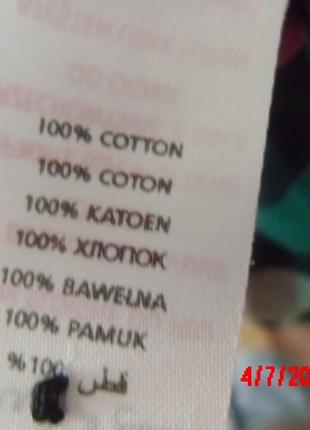 100% COTTON
100% COTON
100% KATOEN
100% ХЛОПОК
100% BAWEŁNA
100% PAMUK
%100 قطن
4/7/20